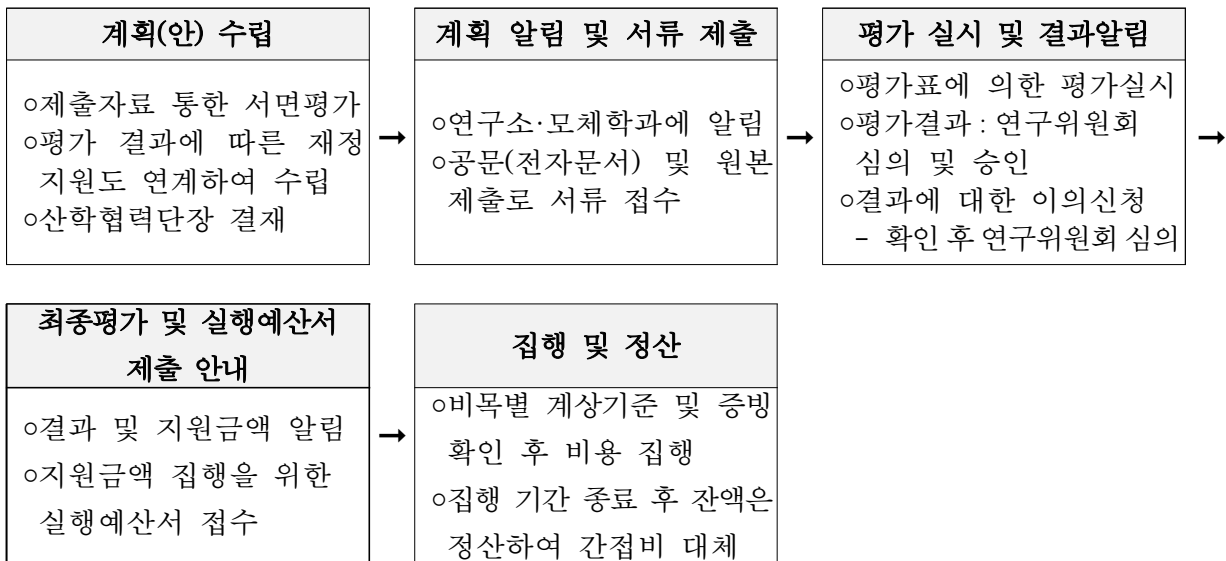 계획(안) 수립
○제출자료 통한 서면평가
○평가 결과에 따른 재정
지원도 연계하여 수립
○산학협력단장 결재
→
계획 알림 및 서류 제출
○연구소·모체학과에 알림
○공문(전자문서) 및 원본
제출로 서류 접수
→
평가 실시 및 결과알림
○평가표에 의한 평가실시
○평가결과 : 연구위원회
심의 및 승인
○결과에 대한 이의신청
- 확인 후 연구위원회 심의
→
최종평가 및 실행예산서
제출 안내
○결과 및 지원금액 알림
○지원금액 집행을 위한
실행예산서 접수
→
집행 및 정산
○비목별 계상기준 및 증빙
확인 후 비용 집행
○집행 기간 종료 후 잔액은
정산하여 간접비 대체